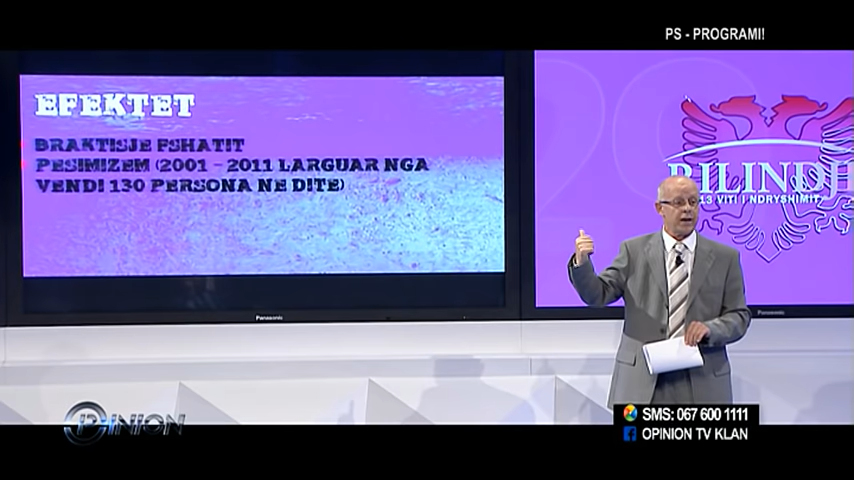 PS - PROGRAMI!
EFEKTET
BRAKTISJE FSHATIT
PESIMIZEM (2001 - 2011 LARGUAR NGA
VENDI 130 PERSONA NE DITE)
RILINDJ
13 VITI I NDRYSHIMIT
Panasonic
Panasonic
OPINION
SMS: 067 600 1111
OPINION TV KLAN